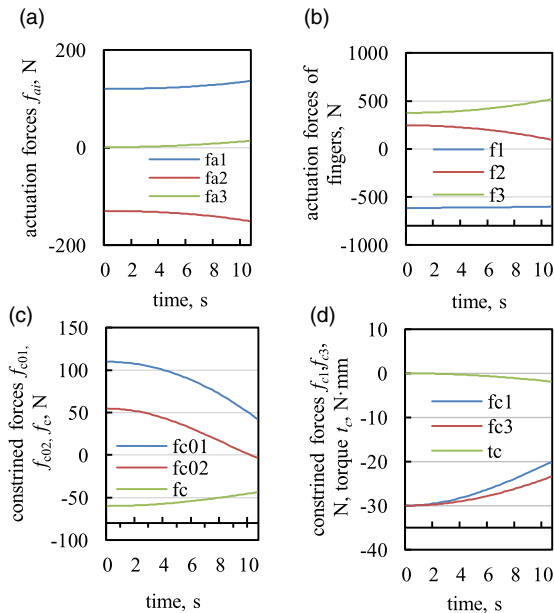 (a)
actuation forces fai, N
200
0
-200
fa1
fa2
fa3
0 2 4 6 8 10
time, s
(b)
actuation forces of
fingers, N
1000
500
0
-500
-1000
f1
f2
f3
0 2 4 6 8 10
time, s
(c)
constrined forces fc01,
fc02, fc, N
150
100
50
0
-50
-100
fc01
fc02
fc
0 2 4 6 8 10
time, s
(d)
constrined forces fc1,fc3,
N, torque tc, N·mm
10
0
-10
-20
-30
-40
fc1
fc3
tc
0 2 4 6 8 10
time, s